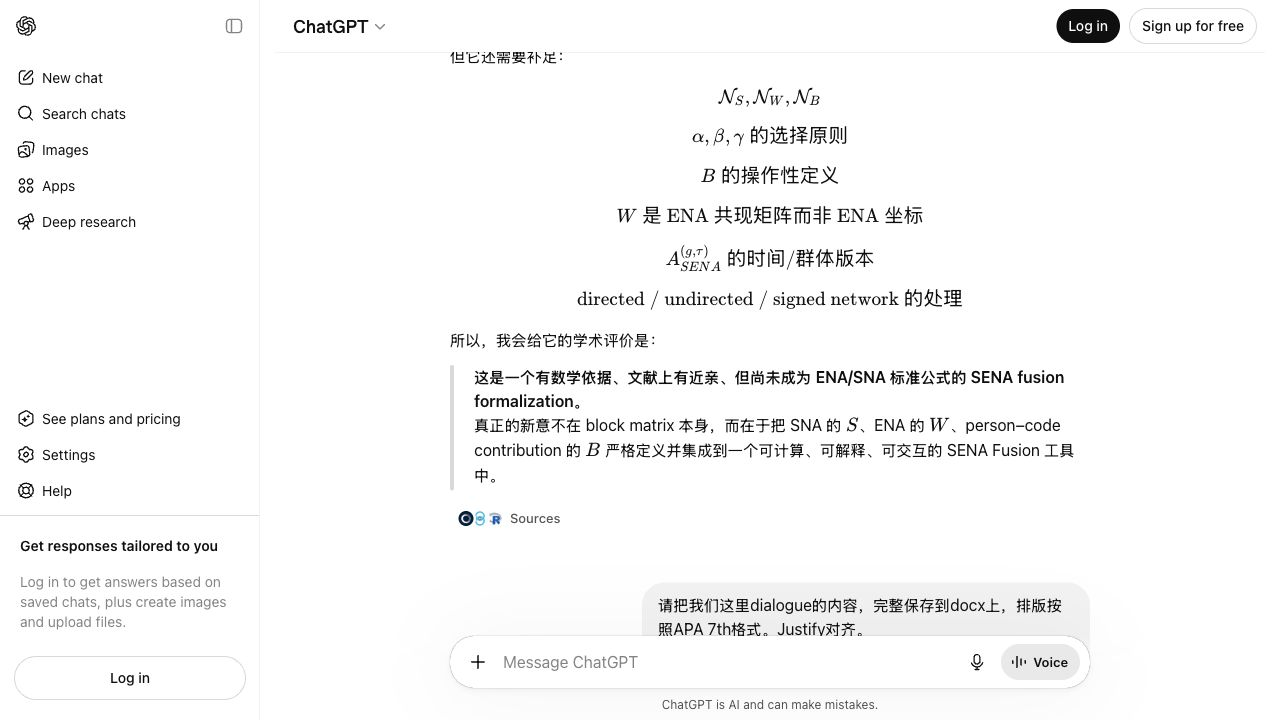 ChatGPT
Log in
Sign up for free
New chat
Search chats
Images
Apps
Deep research
See plans and pricing
Settings
Help
Get responses tailored to you
Log in to get answers based on
saved chats, plus create images
and upload files.
Log in
但它还需要补足：
𝒩_S, 𝒩_W, 𝒩_B
α, β, γ 的选择原则
B 的操作性定义
W 是 ENA 共现矩阵而非 ENA 坐标
A_{SENA}^{(g,τ)} 的时间/群体版本
directed / undirected / signed network 的处理
所以，我会给它的学术评价是：
这是一个有数学依据、文献上有近亲、但尚未成为 ENA/SNA 标准公式的 SENA fusion
formalization。
真正的新意不在 block matrix 本身，而在于把 SNA 的 S、ENA 的 W、person–code
contribution 的 B 严格定义并集成到一个可计算、可解释、可交互的 SENA Fusion 工具
中。
Sources
请把我们这里dialogue的内容，完整保存到docx上，排版按
照APA 7th格式。Justify对齐。
Message ChatGPT
Voice
ChatGPT is AI and can make mistakes.